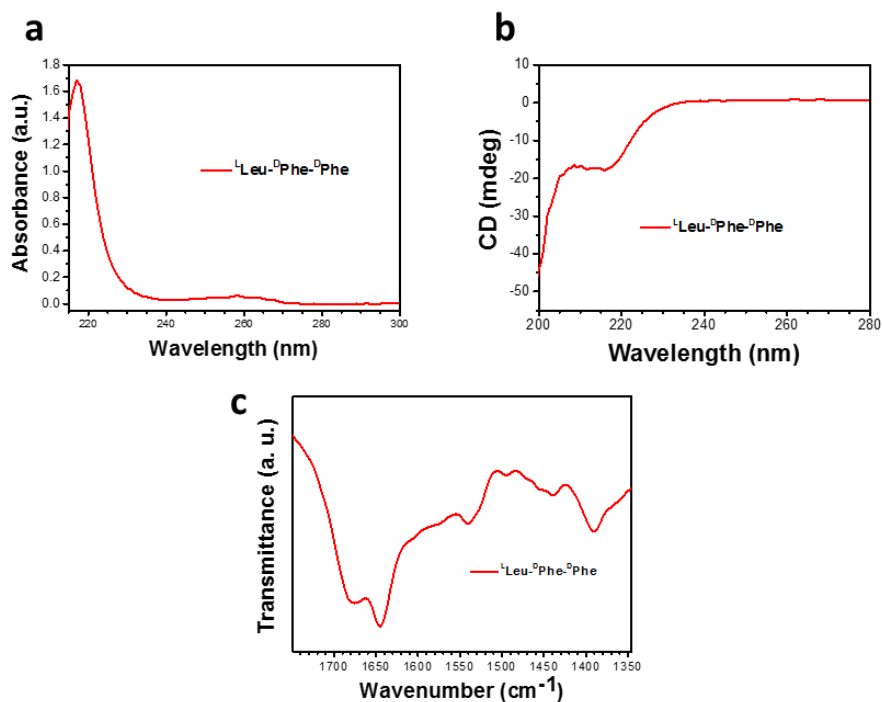 a
1.8
1.6
1.4
1.2
1.0
0.8
0.6
0.4
0.2
0.0
Absorbance (a.u.)
ᴸLeu-ᴰPhe-ᴰPhe
220 240 260 280 300
Wavelength (nm)
b
10
0
-10
-20
-30
-40
-50
CD (mdeg)
ᴸLeu-ᴰPhe-ᴰPhe
200 220 240 260 280
Wavelength (nm)
c
Transmittance (a. u.)
ᴸLeu-ᴰPhe-ᴰPhe
1700 1650 1600 1550 1500 1450 1400 1350
Wavenumber (cm⁻¹)